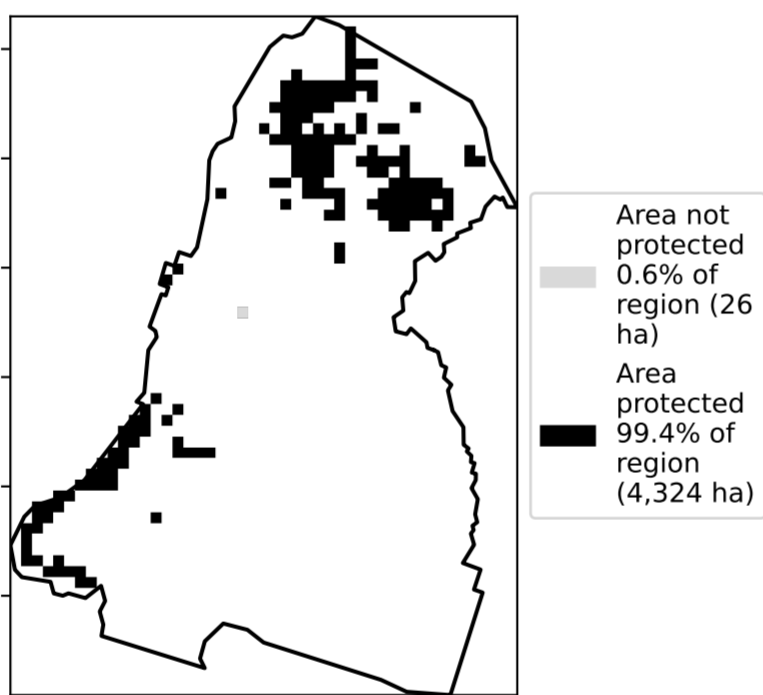 Area not
protected
0.6% of
region (26
ha)
Area
protected
99.4% of
region
(4,324 ha)